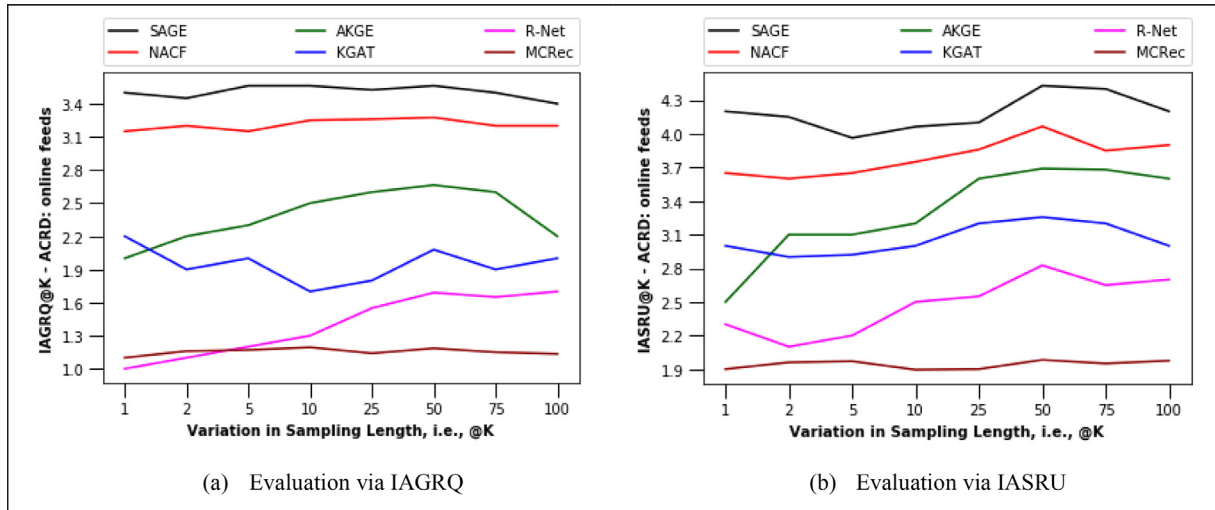 SAGE AKGE R-Net
NACF KGAT MCRec
IAGRQ@K - ACRD: online feeds
3.4
3.1
2.8
2.5
2.2
1.9
1.6
1.3
1.0
1 2 5 10 25 50 75 100
Variation in Sampling Length, i.e., @K
(a) Evaluation via IAGRQ
SAGE AKGE R-Net
NACF KGAT MCRec
IASRU@K - ACRD: online feeds
4.3
4.0
3.7
3.4
3.1
2.8
2.5
2.2
1.9
1 2 5 10 25 50 75 100
Variation in Sampling Length, i.e., @K
(b) Evaluation via IASRU